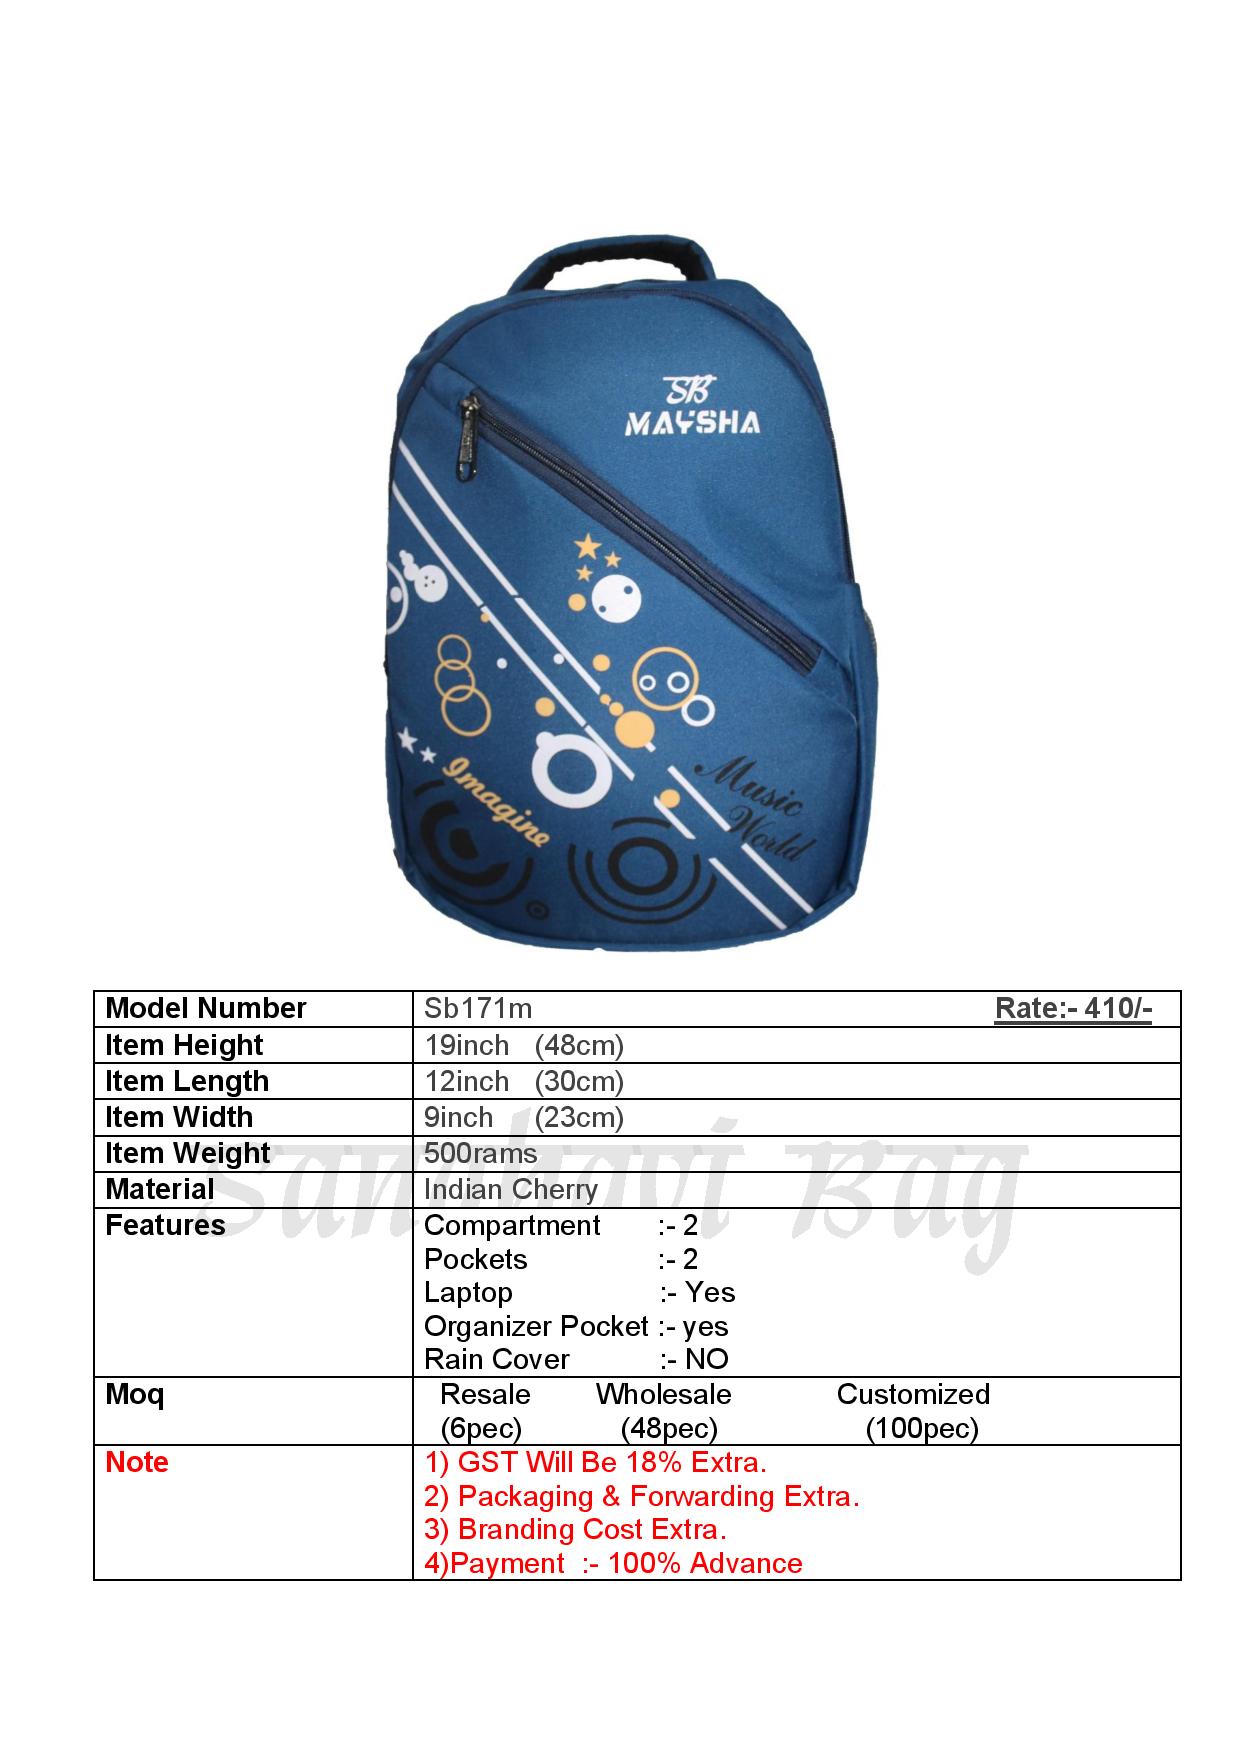 SB
MAYSHA
Imagine
Music
World
Model Number Sb171m Rate:- 410/-
Item Height 19inch (48cm)
Item Length 12inch (30cm)
Item Width 9inch (23cm)
Item Weight 500rams
Material Indian Cherry
Features Compartment :- 2
Pockets :- 2
Laptop :- Yes
Organizer Pocket :- yes
Rain Cover :- NO
Moq Resale Wholesale Customized
(6pec) (48pec) (100pec)
Note 1) GST Will Be 18% Extra.
2) Packaging & Forwarding Extra.
3) Branding Cost Extra.
4)Payment :- 100% Advance
Bag